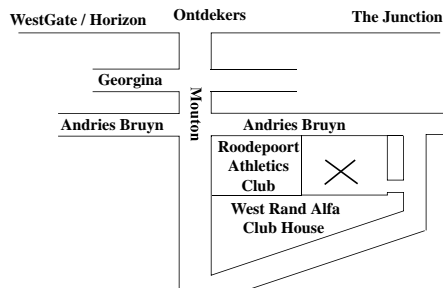 WestGate / Horizon
Ontdekers
The Junction
Georgina
Mouton
Andries Bruyn
Andries Bruyn
Roodepoort
Athletics
Club
West Rand Alfa
Club House